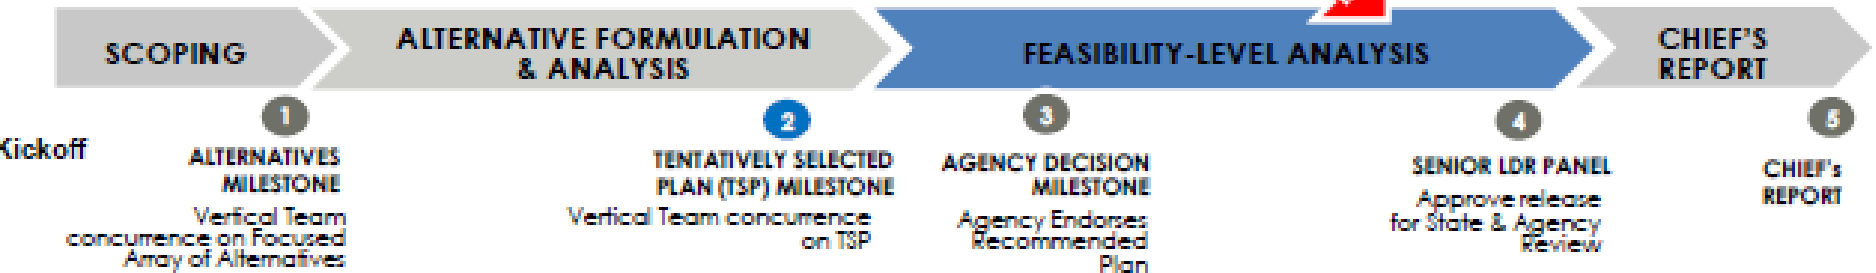 SCOPING
ALTERNATIVE FORMULATION
& ANALYSIS
FEASIBILITY-LEVEL ANALYSIS
CHIEF'S
REPORT
1
2
3
4
5
Kickoff
ALTERNATIVES
MILESTONE
Vertical Team
concurrence on Focused
Array of Alternatives
TENTATIVELY SELECTED
PLAN (TSP) MILESTONE
Vertical Team concurrence
on TSP
AGENCY DECISION
MILESTONE
Agency Endorses
Recommended
Plan
SENIOR LDR PANEL
Approve release
for State & Agency
Review
CHIEF's
REPORT